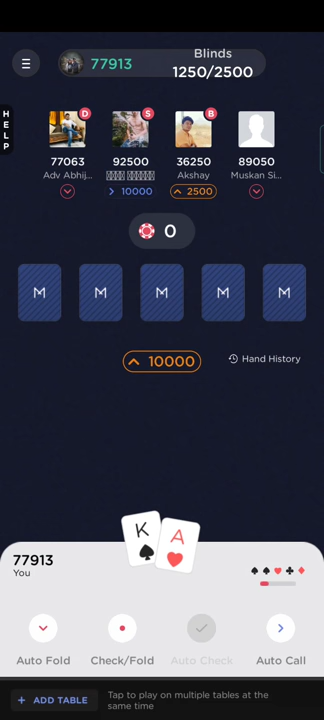 77913
Blinds
1250/2500
HELP
D
S
B
77063
92500
36250
89050
Adv Abhij...
Akshay
Muskan Si...
10000
2500
0
10000
Hand History
K
A
77913
You
Auto Fold
Check/Fold
Auto Check
Auto Call
+ ADD TABLE
Tap to play on multiple tables at the
same time